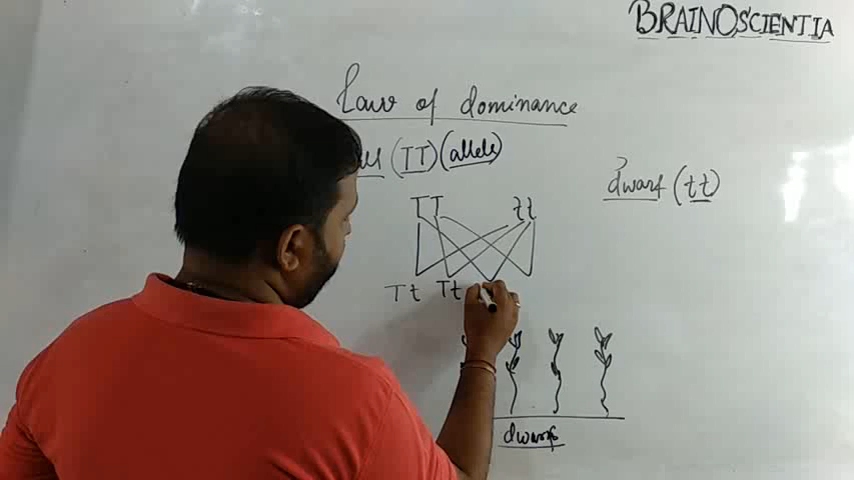 BRAINOSCIENTIA
Law of dominance
(TT) (allele)
dwarf (tt)
TT tt
Tt Tt
dwarf